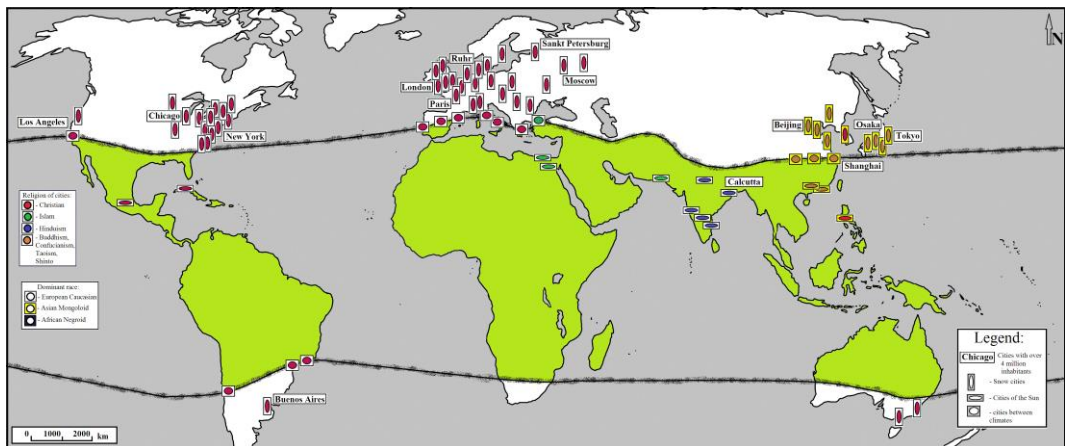 Sankt Petersburg
N
Ruhr
London
Moscow
Paris
Chicago
Los Angeles
New York
Beijing
Osaka
Tokyo
Shanghai
Calcutta
Religion of cities:
- Christian
- Islam
- Hinduism
- Buddhism,
Confucianism,
Taoism,
Shinto
Dominant race:
- European Caucasian
- Asian Mongoloid
- African Negroid
Buenos Aires
Legend:
Chicago
Cities with over
4 million
inhabitants
- Snow cities
- Cities of the Sun
- cities between
climates
0 1000 2000 km